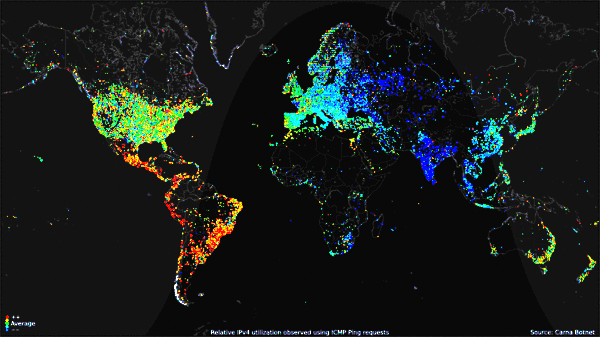 ++
Average
--
Relative IPv4 utilization observed using ICMP Ping requests
Source: Carna Botnet